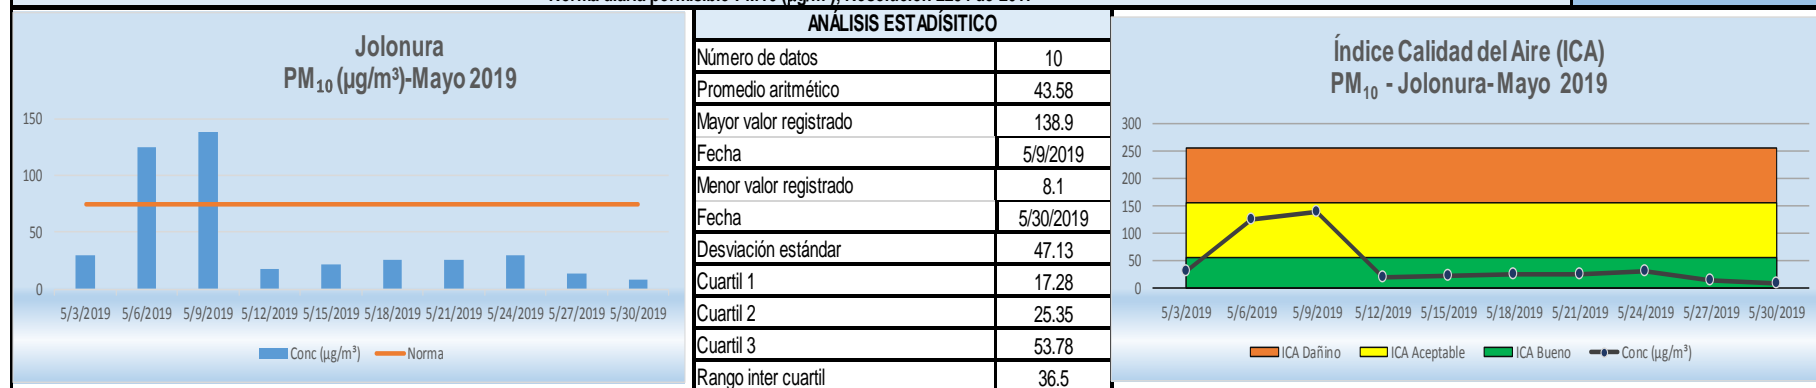 Jolonura
PM₁₀ (µg/m³)-Mayo 2019
150
100
50
0
5/3/2019 5/6/2019 5/9/2019 5/12/2019 5/15/2019 5/18/2019 5/21/2019 5/24/2019 5/27/2019 5/30/2019
Conc (µg/m³) Norma
ANÁLISIS ESTADÍSITICO
Número de datos 10
Promedio aritmético 43.58
Mayor valor registrado 138.9
Fecha 5/9/2019
Menor valor registrado 8.1
Fecha 5/30/2019
Desviación estándar 47.13
Cuartil 1 17.28
Cuartil 2 25.35
Cuartil 3 53.78
Rango inter cuartil 36.5
Índice Calidad del Aire (ICA)
PM₁₀ - Jolonura- Mayo 2019
300
250
200
150
100
50
0
5/3/2019 5/6/2019 5/9/2019 5/12/2019 5/15/2019 5/18/2019 5/21/2019 5/24/2019 5/27/2019 5/30/2019
ICA Dañino ICA Aceptable ICA Bueno Conc (µg/m³)